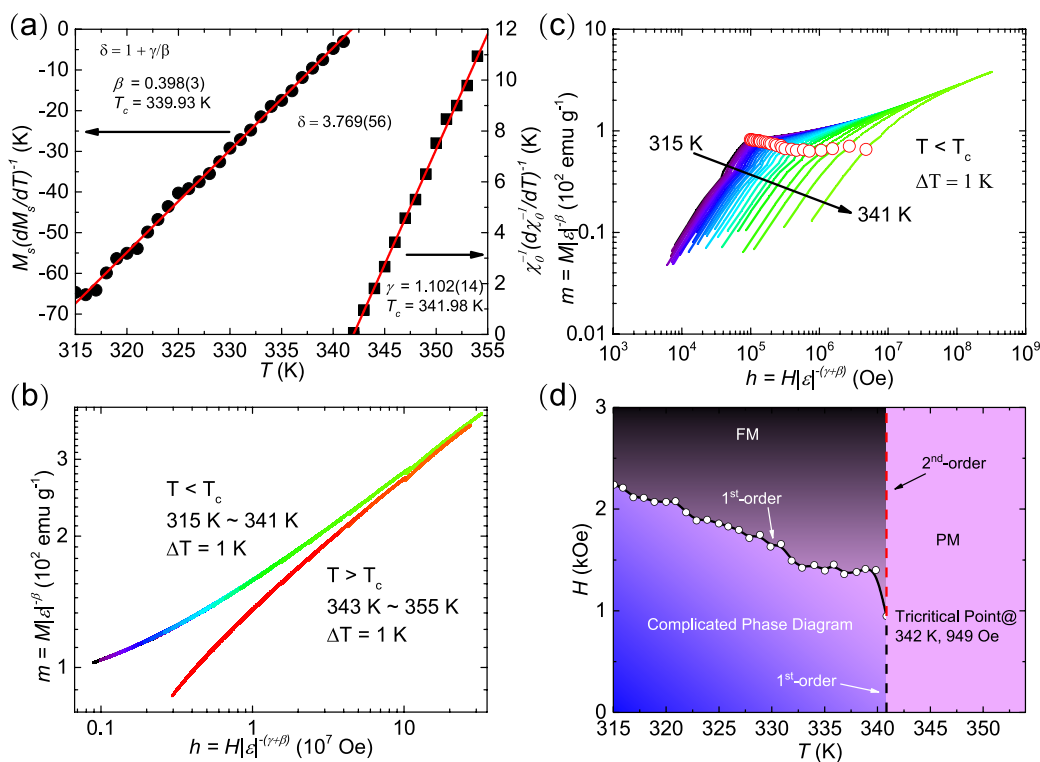 (a)
0
-10
-20
-30
-40
-50
-60
-70
M_s(dM_s/dT)^-1 (K)
δ = 1 + γ/β
β = 0.398(3)
T_c = 339.93 K
δ = 3.769(56)
γ = 1.102(14)
T_c = 341.98 K
12
10
8
6
4
2
0
χ_0^-1(dχ_0^-1/dT)^-1 (K)
315 320 325 330 335 340 345 350 355
T (K)
(c)
10
1
0.1
0.01
m = M|ε|^-β (10^2 emu g^-1)
315 K
T < T_c
ΔT = 1 K
341 K
10^3 10^4 10^5 10^6 10^7 10^8 10^9
h = H|ε|^-(γ+β) (Oe)
(b)
3
2
1
m = M|ε|^-β (10^2 emu g^-1)
T < T_c
315 K ~ 341 K
ΔT = 1 K
T > T_c
343 K ~ 355 K
ΔT = 1 K
0.1 1 10
h = H|ε|^-(γ+β) (10^7 Oe)
(d)
3
2
1
0
H (kOe)
FM
2^nd-order
1^st-order
PM
Complicated Phase Diagram
Tricritical Point@
342 K, 949 Oe
1^st-order
315 320 325 330 335 340 345 350
T (K)